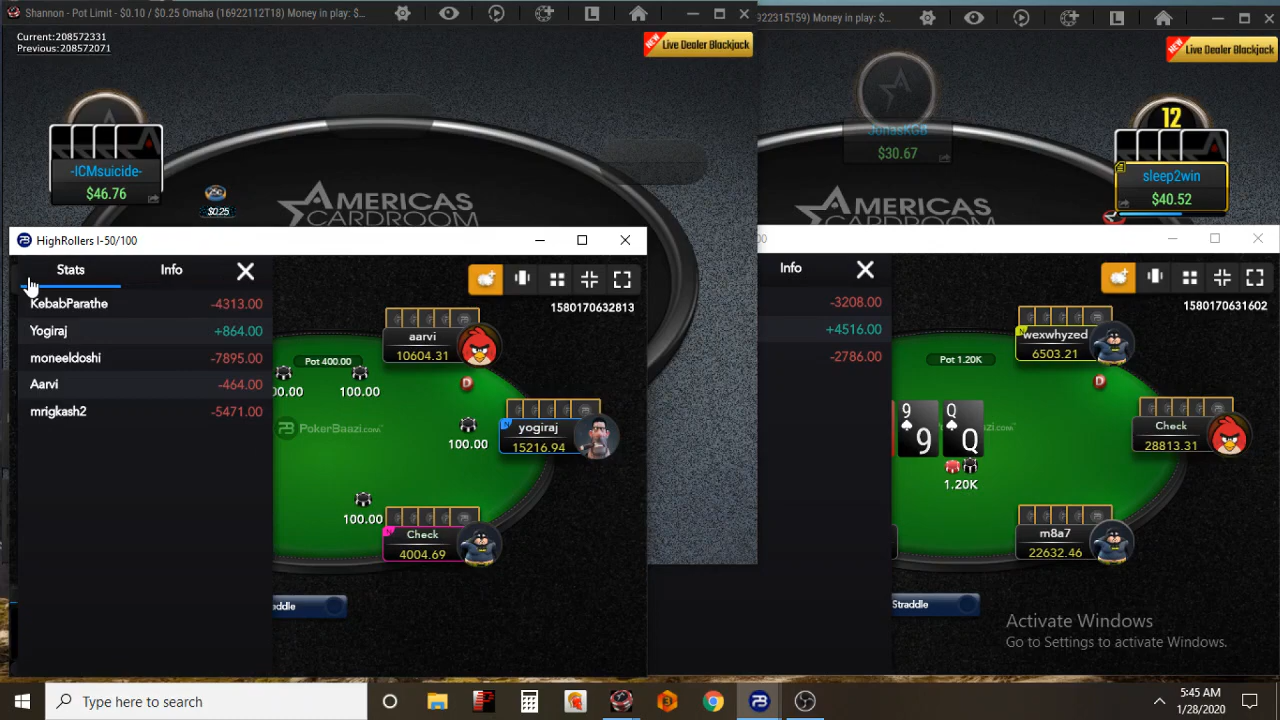 Shannon - Pot Limit - $0.10 / $0.25 Omaha (16922112T18) Money in play: $...
6922315T59) Money in play: $...
Current:208572331
Previous:208572071
NEW Live Dealer Blackjack
NEW Live Dealer Blackjack
-ICMsuicide-
$46.76
$0.25
AMERICAS
CARDROOM
AMERICAS
CARDROOM
$30.67
12
sleep2win
$40.52
HighRollers I-50/100
Stats
Info
KebabParathe -4313.00
Yogiraj +864.00
moneeldoshi -7895.00
Aarvi -464.00
mrigkash2 -5471.00
1580170632813
aarvi
10604.31
Pot 400.00
00.00
100.00
D
PokerBaazi.com
yogiraj
15216.94
100.00
100.00
Check
4004.69
Info
-3208.00
+4516.00
-2786.00
1580170631602
wexwhyzed
6503.21
Pot 1.20K
D
9
9
Q
Q
1.20K
Check
28813.31
m8a7
22632.46
Straddle
Activate Windows
Go to Settings to activate Windows.
Type here to search
5:45 AM
1/28/2020